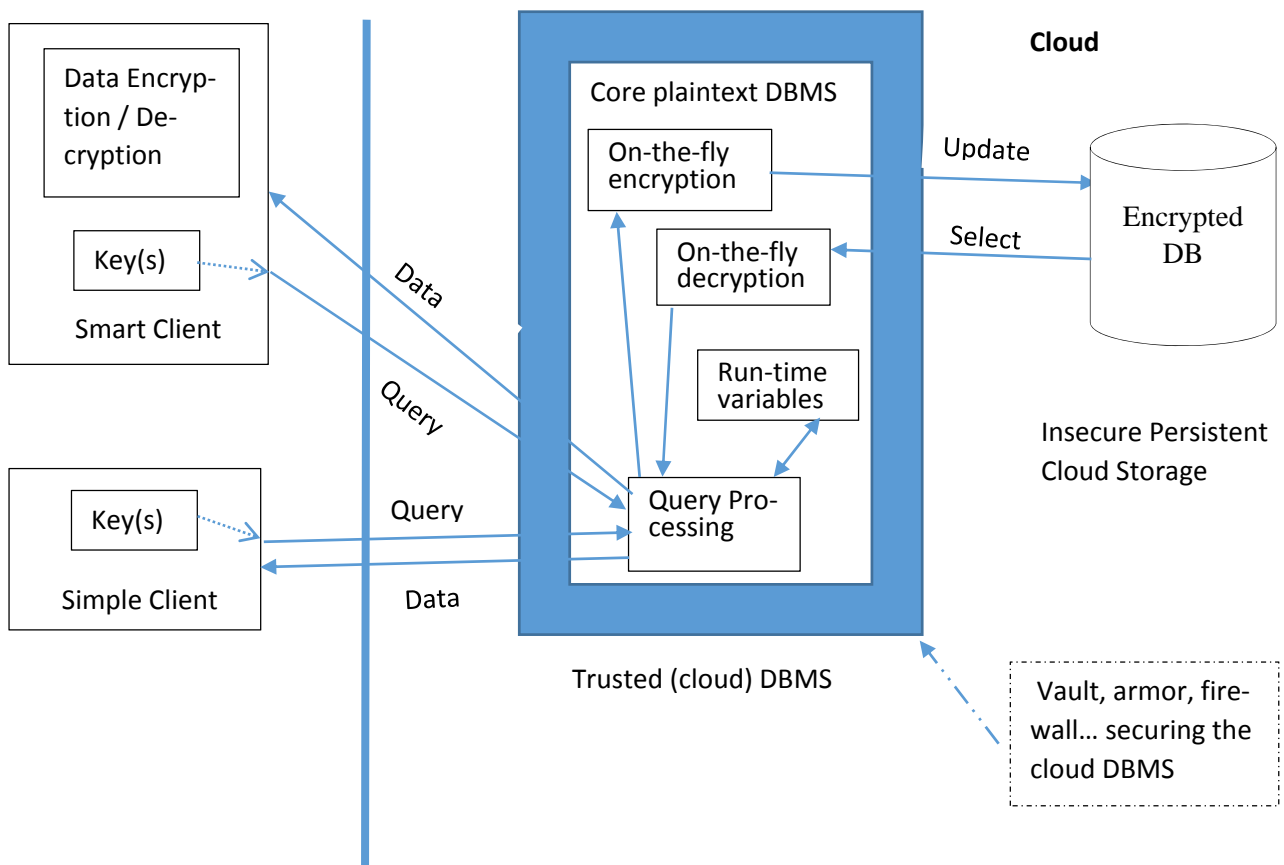 Data Encryp-
tion / De-
cryption
Key(s)
Smart Client
Key(s)
Simple Client
Data
Query
Query
Data
Core plaintext DBMS
On-the-fly
encryption
On-the-fly
decryption
Run-time
variables
Query Pro-
cessing
Trusted (cloud) DBMS
Cloud
Update
Select
Encrypted
DB
Insecure Persistent
Cloud Storage
Vault, armor, fire-
wall... securing the
cloud DBMS